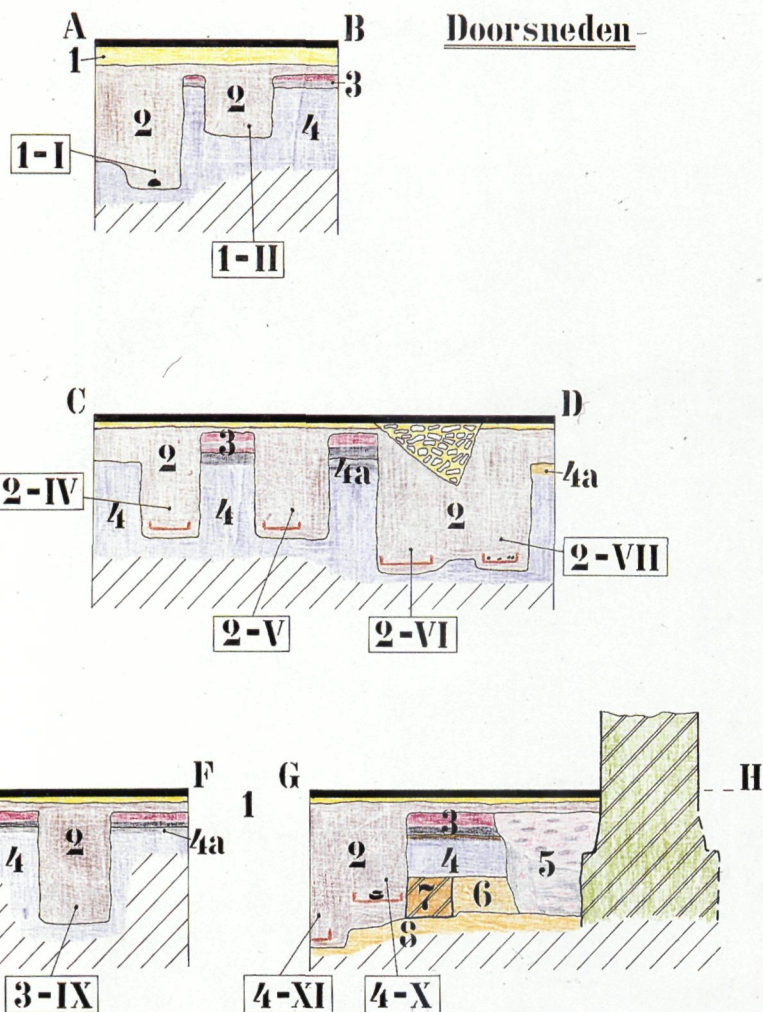 A B Doorsneden
1
3
2 2 4
1-I
1-II
C D
3
2 4a 4a
2-IV
4 4 2
2-V 2-VI 2-VII
F 1 G H
3
4 2 4a 2 4 5
7 6
8
3-IX 4-XI 4-X